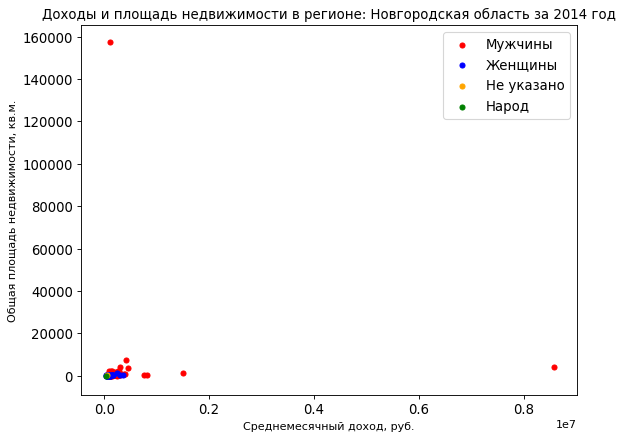 Доходы и площадь недвижимости в регионе: Новгородская область за 2014 год
160000
140000
120000
100000
80000
60000
40000
20000
0
Общая площадь недвижимости, кв.м.
Мужчины
Женщины
Не указано
Народ
0.0 0.2 0.4 0.6 0.8
1e7
Среднемесячный доход, руб.